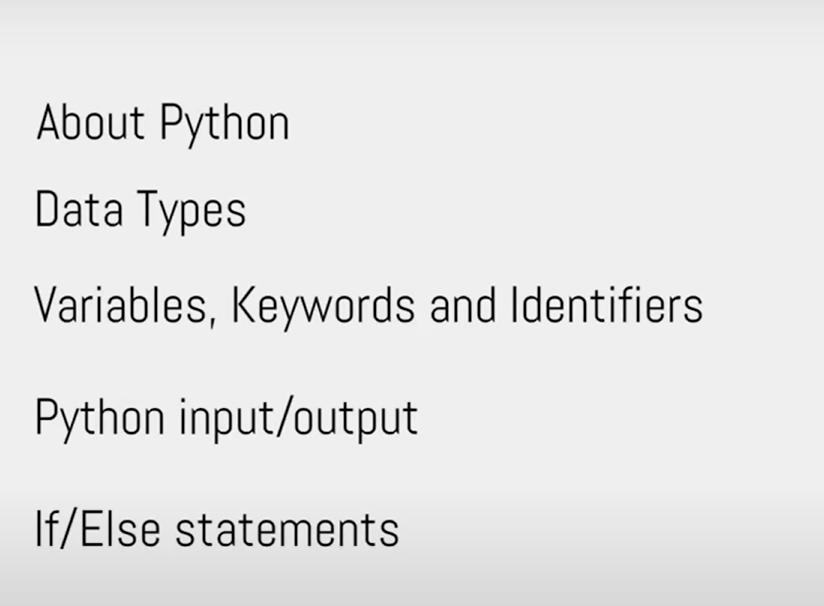 About Python
Data Types
Variables, Keywords and Identifiers
Python input/output
If/Else statements